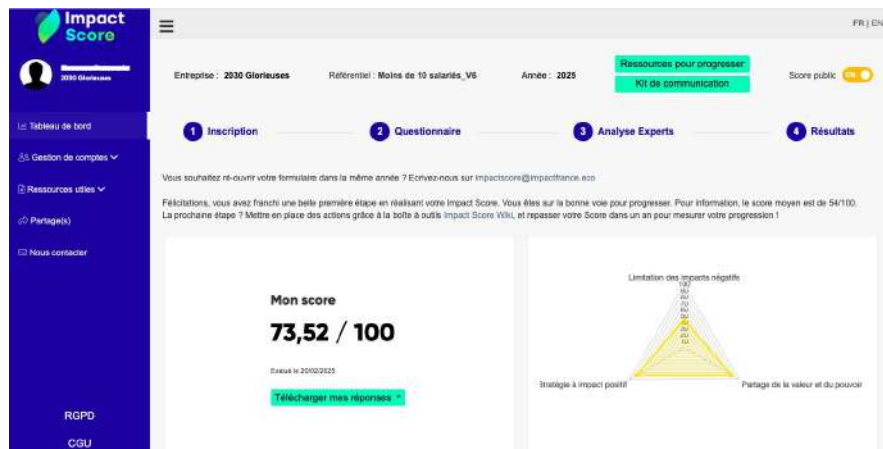 Impact
Score
FR | EN
2030 Glorieuses
Entreprise : 2030 Glorieuses
Référentiel : Moins de 10 salariés_V6
Année : 2025
Ressources pour progresser
Kit de communication
Score public
ON
Tableau de bord
Gestion de comptes
Ressources utiles
Partage(s)
Nous contacter
RGPD
CGU
1 Inscription
2 Questionnaire
3 Analyse Experts
4 Résultats
Vous souhaitez ré-ouvrir votre formulaire dans la même année ? Ecrivez-nous sur impactscore@impactfrance.eco
Félicitations, vous avez franchi une belle première étape en réalisant votre Impact Score. Vous êtes sur la bonne voie pour progresser. Pour information, le score moyen est de 54/100.
La prochaine étape ? Mettre en place des actions grâce à la boîte à outils Impact Score Wiki, et repasser votre Score dans un an pour mesurer votre progression !
Mon score
73,52 / 100
Evalué le 20/02/2025
Télécharger mes réponses
Limitation des impacts négatifs
100
Stratégie à impact positif
Partage de la valeur et du pouvoir